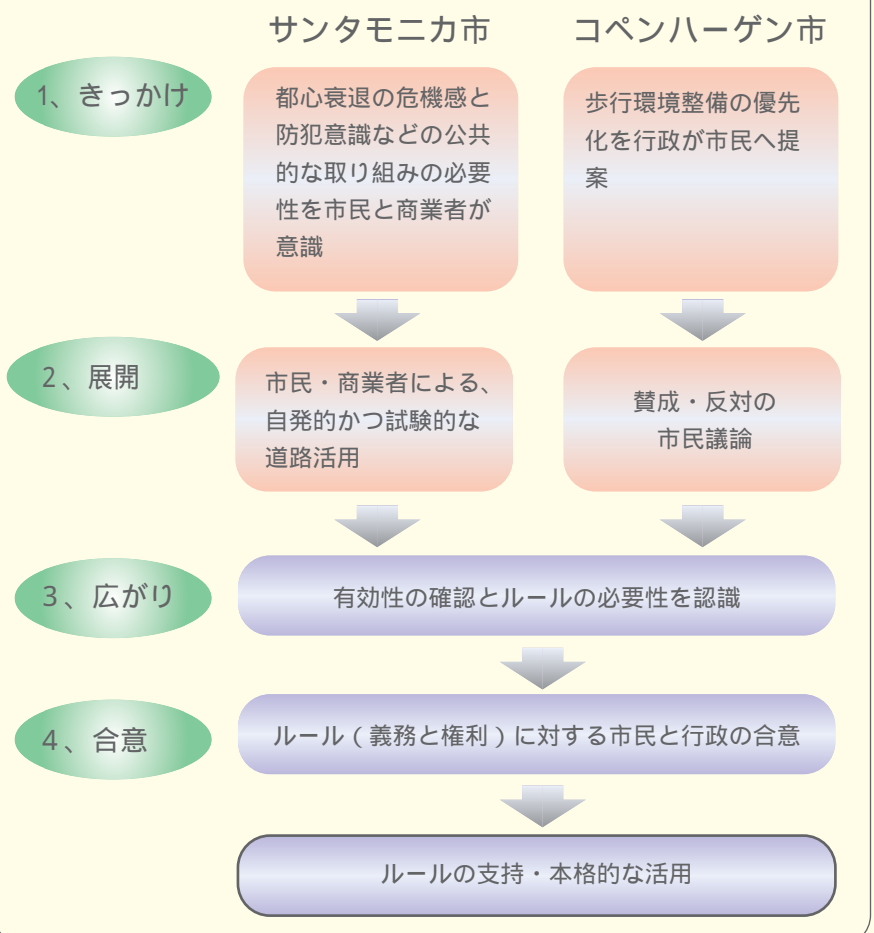 サンタモニカ市
コペンハーゲン市
1、きっかけ
都心衰退の危機感と
防犯意識などの公共
的な取り組みの必要
性を市民と商業者が
意識
歩行環境整備の優先
化を行政が市民へ提
案
2、展開
市民・商業者による、
自発的かつ試験的な
道路活用
賛成・反対の
市民議論
3、広がり
有効性の確認とルールの必要性を認識
4、合意
ルール(義務と権利)に対する市民と行政の合意
ルールの支持・本格的な活用